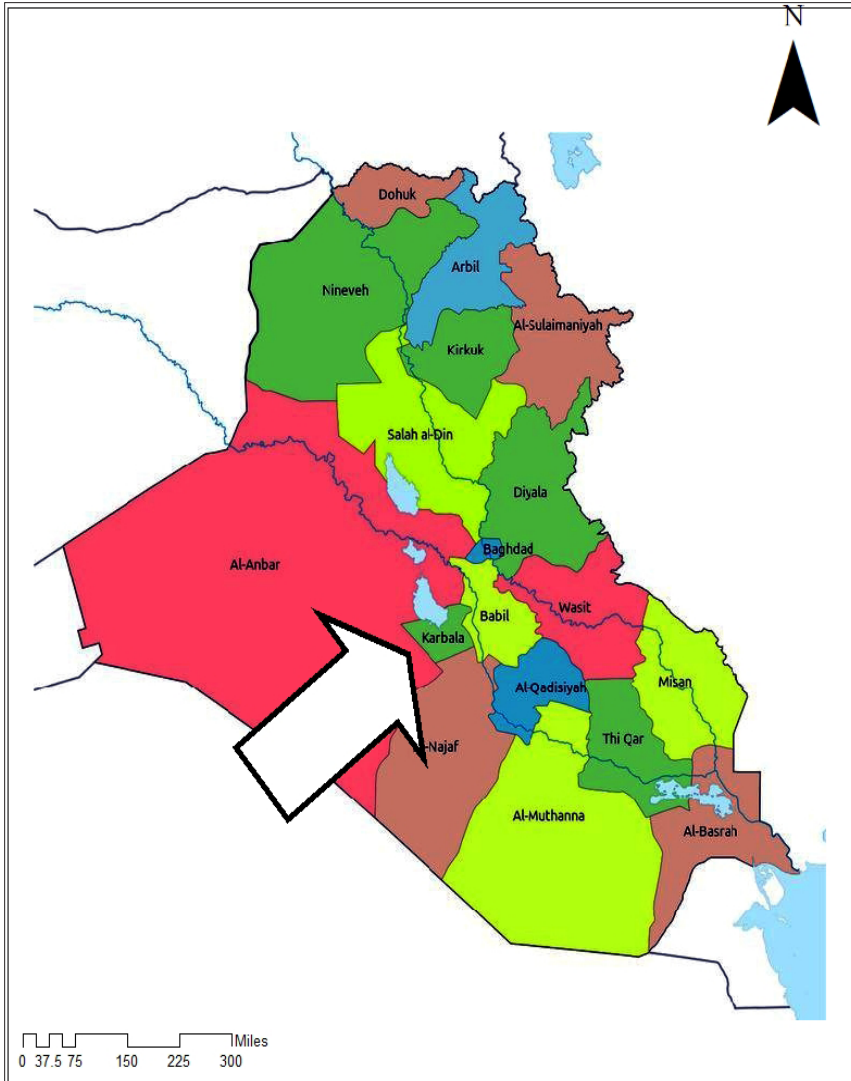 N
Dohuk
Arbil
Nineveh
Al-Sulaimaniyah
Kirkuk
Salah al-Din
Diyala
Baghdad
Al-Anbar
Wasit
Babil
Karbala
Al-Qadisiyah
Misan
Thi Qar
-Najaf
Al-Muthanna
Al-Basrah
Miles
0 37.5 75 150 225 300